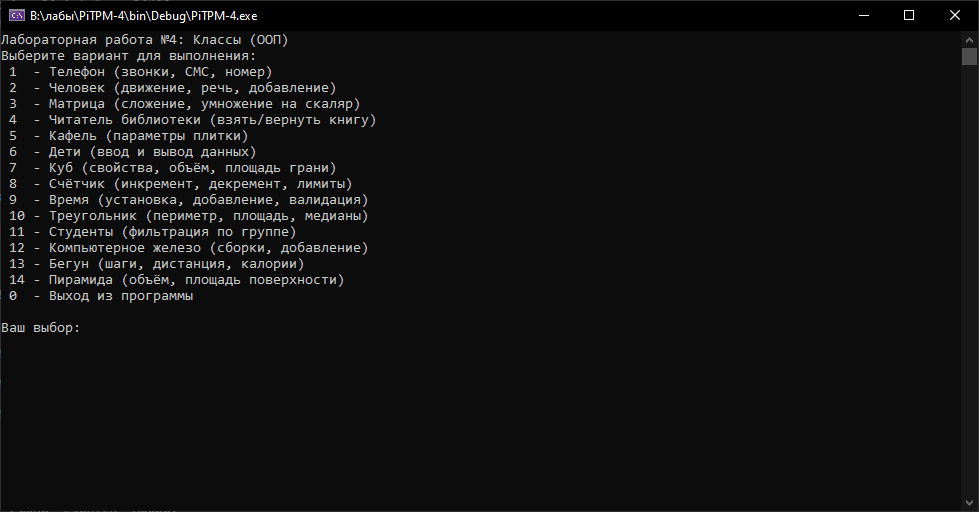 B:\лабы\PiTPM-4\bin\Debug\PiTPM-4.exe
Лабораторная работа №4: Классы (ООП)
Выберите вариант для выполнения:
1 - Телефон (звонки, СМС, номер)
2 - Человек (движение, речь, добавление)
3 - Матрица (сложение, умножение на скаляр)
4 - Читатель библиотеки (взять/вернуть книгу)
5 - Кафель (параметры плитки)
6 - Дети (ввод и вывод данных)
7 - Куб (свойства, объём, площадь грани)
8 - Счётчик (инкремент, декремент, лимиты)
9 - Время (установка, добавление, валидация)
10 - Треугольник (периметр, площадь, медианы)
11 - Студенты (фильтрация по группе)
12 - Компьютерное железо (сборки, добавление)
13 - Бегун (шаги, дистанция, калории)
14 - Пирамида (объём, площадь поверхности)
0 - Выход из программы
Ваш выбор: